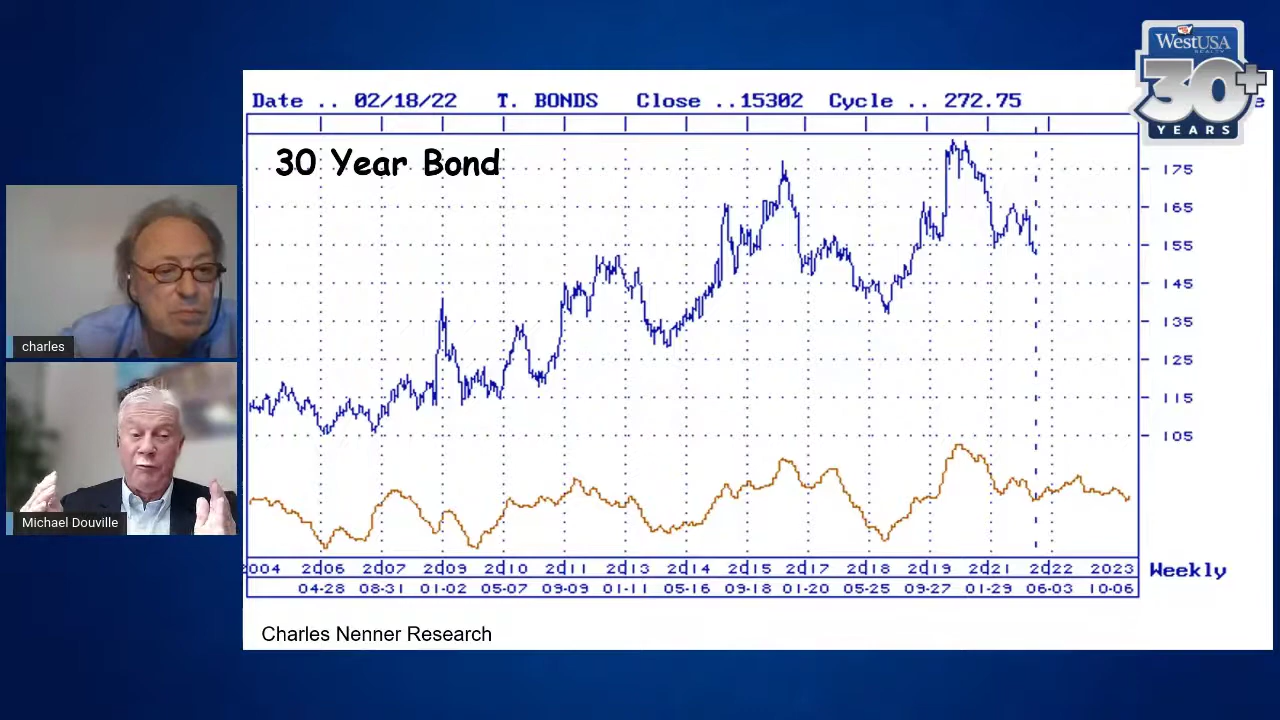 WestUSA
REALTY
30+
YEARS
Date .. 02/18/22 T. BONDS Close ..15302 Cycle .. 272.75 e
30 Year Bond
175
165
155
145
135
125
115
105
charles
Michael Douville
2004 2006 2007 2009 2010 2011 2013 2014 2015 2017 2018 2019 2021 2022 2023 Weekly
04-28 08-31 01-02 05-07 09-09 01-11 05-16 09-18 01-20 05-25 09-27 01-29 06-03 10-06
Charles Nenner Research